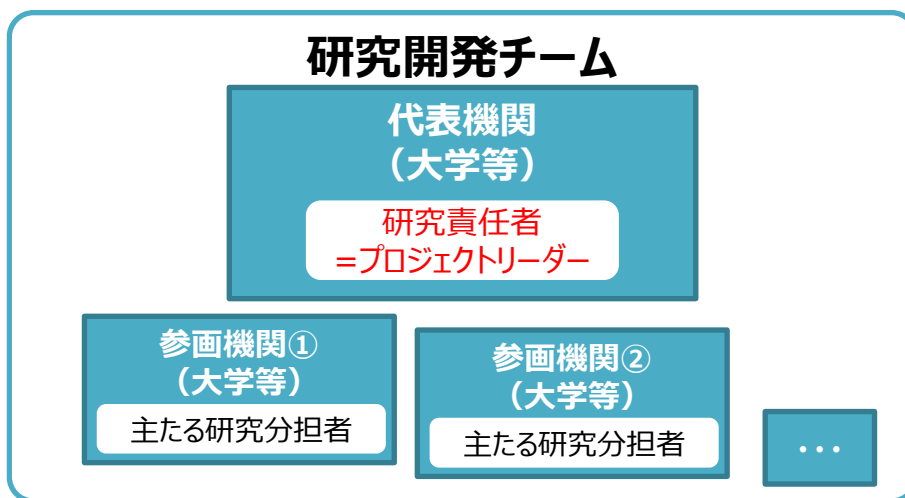 研究開発チーム
代表機関
（大学等）
研究責任者
=プロジェクトリーダー
参画機関①
（大学等）
主たる研究分担者
参画機関②
（大学等）
主たる研究分担者
…